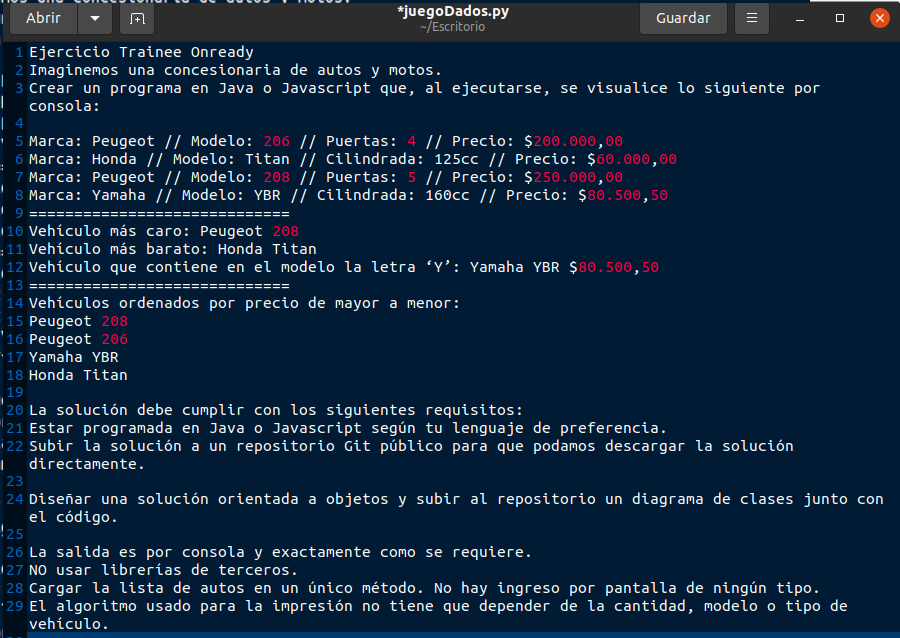 Abrir
*juegoDados.py
~/Escritorio
Guardar
1 Ejercicio Trainee Onready
2 Imaginemos una concesionaria de autos y motos.
3 Crear un programa en Java o Javascript que, al ejecutarse, se visualice lo siguiente por
consola:
4
5 Marca: Peugeot // Modelo: 206 // Puertas: 4 // Precio: $200.000,00
6 Marca: Honda // Modelo: Titan // Cilindrada: 125cc // Precio: $60.000,00
7 Marca: Peugeot // Modelo: 208 // Puertas: 5 // Precio: $250.000,00
8 Marca: Yamaha // Modelo: YBR // Cilindrada: 160cc // Precio: $80.500,50
9 =============================
10 Vehículo más caro: Peugeot 208
11 Vehículo más barato: Honda Titan
12 Vehículo que contiene en el modelo la letra ‘Y’: Yamaha YBR $80.500,50
13 =============================
14 Vehículos ordenados por precio de mayor a menor:
15 Peugeot 208
16 Peugeot 206
17 Yamaha YBR
18 Honda Titan
19
20 La solución debe cumplir con los siguientes requisitos:
21 Estar programada en Java o Javascript según tu lenguaje de preferencia.
22 Subir la solución a un repositorio Git público para que podamos descargar la solución
directamente.
23
24 Diseñar una solución orientada a objetos y subir al repositorio un diagrama de clases junto con
el código.
25
26 La salida es por consola y exactamente como se requiere.
27 NO usar librerías de terceros.
28 Cargar la lista de autos en un único método. No hay ingreso por pantalla de ningún tipo.
29 El algoritmo usado para la impresión no tiene que depender de la cantidad, modelo o tipo de
vehículo.